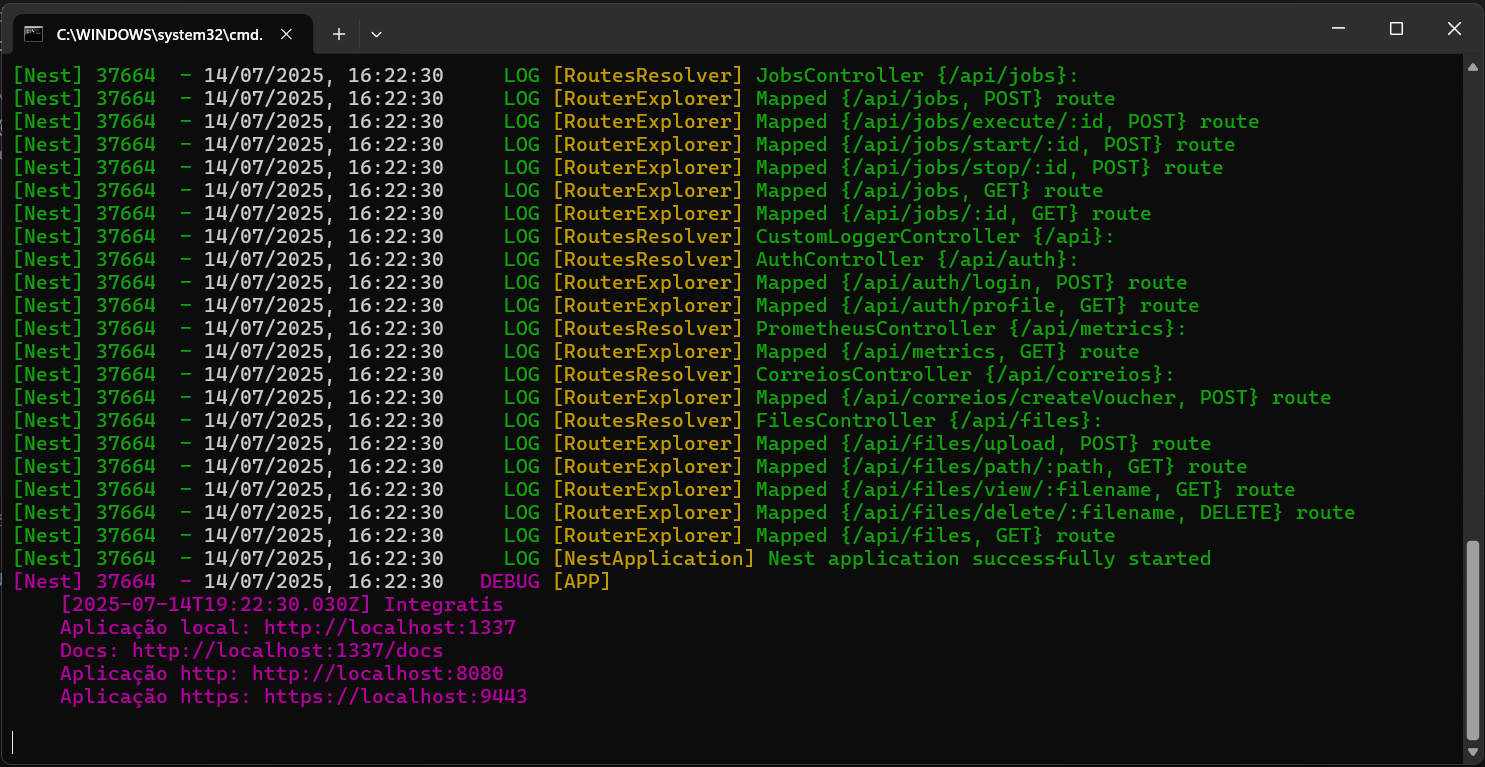 C:\WINDOWS\system32\cmd.
[Nest] 37664  - 14/07/2025, 16:22:30     LOG [RoutesResolver] JobsController {/api/jobs}:
[Nest] 37664  - 14/07/2025, 16:22:30     LOG [RouterExplorer] Mapped {/api/jobs, POST} route
[Nest] 37664  - 14/07/2025, 16:22:30     LOG [RouterExplorer] Mapped {/api/jobs/execute/:id, POST} route
[Nest] 37664  - 14/07/2025, 16:22:30     LOG [RouterExplorer] Mapped {/api/jobs/start/:id, POST} route
[Nest] 37664  - 14/07/2025, 16:22:30     LOG [RouterExplorer] Mapped {/api/jobs/stop/:id, POST} route
[Nest] 37664  - 14/07/2025, 16:22:30     LOG [RouterExplorer] Mapped {/api/jobs, GET} route
[Nest] 37664  - 14/07/2025, 16:22:30     LOG [RouterExplorer] Mapped {/api/jobs/:id, GET} route
[Nest] 37664  - 14/07/2025, 16:22:30     LOG [RoutesResolver] CustomLoggerController {/api}:
[Nest] 37664  - 14/07/2025, 16:22:30     LOG [RoutesResolver] AuthController {/api/auth}:
[Nest] 37664  - 14/07/2025, 16:22:30     LOG [RouterExplorer] Mapped {/api/auth/login, POST} route
[Nest] 37664  - 14/07/2025, 16:22:30     LOG [RouterExplorer] Mapped {/api/auth/profile, GET} route
[Nest] 37664  - 14/07/2025, 16:22:30     LOG [RoutesResolver] PrometheusController {/api/metrics}:
[Nest] 37664  - 14/07/2025, 16:22:30     LOG [RouterExplorer] Mapped {/api/metrics, GET} route
[Nest] 37664  - 14/07/2025, 16:22:30     LOG [RoutesResolver] CorreiosController {/api/correios}:
[Nest] 37664  - 14/07/2025, 16:22:30     LOG [RouterExplorer] Mapped {/api/correios/createVoucher, POST} route
[Nest] 37664  - 14/07/2025, 16:22:30     LOG [RoutesResolver] FilesController {/api/files}:
[Nest] 37664  - 14/07/2025, 16:22:30     LOG [RouterExplorer] Mapped {/api/files/upload, POST} route
[Nest] 37664  - 14/07/2025, 16:22:30     LOG [RouterExplorer] Mapped {/api/files/path/:path, GET} route
[Nest] 37664  - 14/07/2025, 16:22:30     LOG [RouterExplorer] Mapped {/api/files/view/:filename, GET} route
[Nest] 37664  - 14/07/2025, 16:22:30     LOG [RouterExplorer] Mapped {/api/files/delete/:filename, DELETE} route
[Nest] 37664  - 14/07/2025, 16:22:30     LOG [RouterExplorer] Mapped {/api/files, GET} route
[Nest] 37664  - 14/07/2025, 16:22:30     LOG [NestApplication] Nest application successfully started
[Nest] 37664  - 14/07/2025, 16:22:30   DEBUG [APP]
    [2025-07-14T19:22:30.030Z] Integratis
    Aplicação local: http://localhost:1337
    Docs: http://localhost:1337/docs
    Aplicação http: http://localhost:8080
    Aplicação https: https://localhost:9443